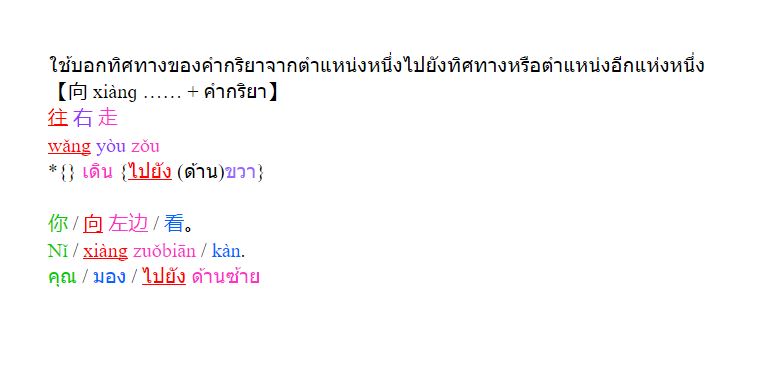 ใช้บอกทิศทางของคำกริยาจากตำแหน่งหนึ่งไปยังทิศทางหรือตำแหน่งอีกแห่งหนึ่ง
【向 xiàng …… + คำกริยา】
往 右 走
wǎng yòu zǒu
*{} เดิน {ไปยัง (ด้าน)ขวา}
你 / 向 左边 / 看。
Nǐ / xiàng zuǒbiān / kàn.
คุณ / มอง / ไปยัง ด้านซ้าย